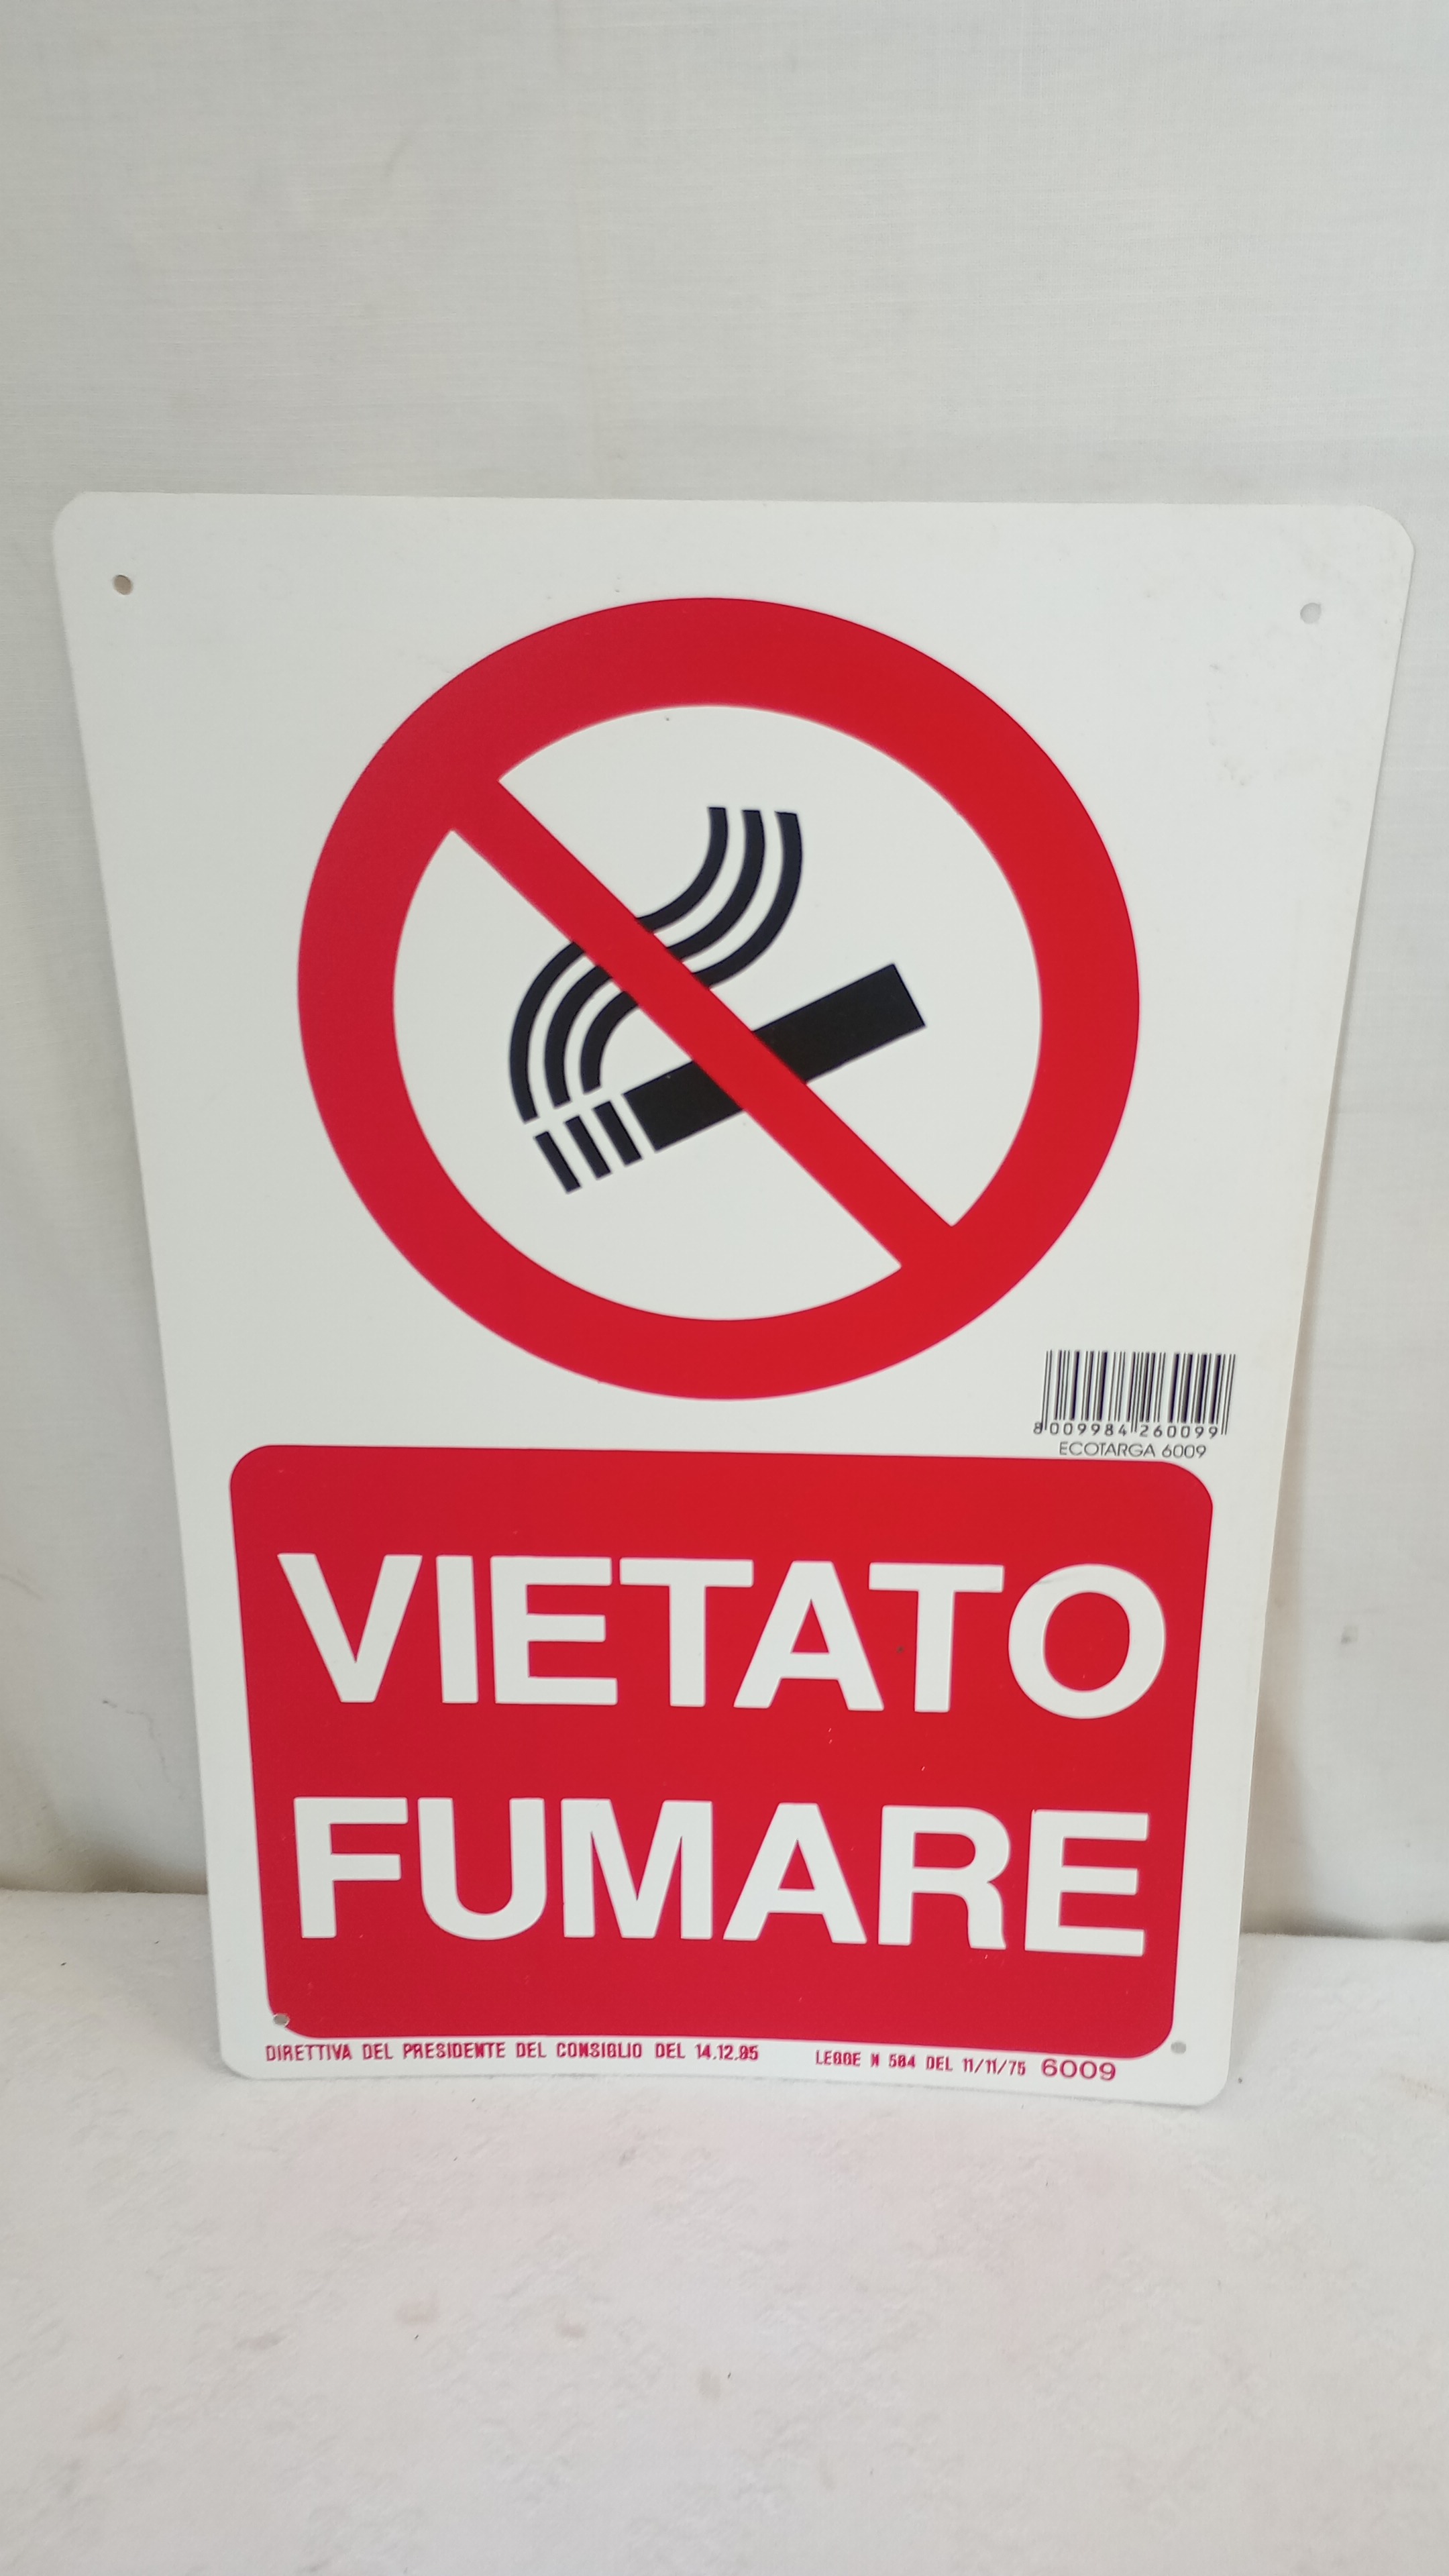 8 009984 260099
ECOTARGA 6009
VIETATO
FUMARE
DIRETTIVA DEL PRESIDENTE DEL CONSIGLIO DEL 14.12.95 LEGGE N 584 DEL 11/11/75 6009